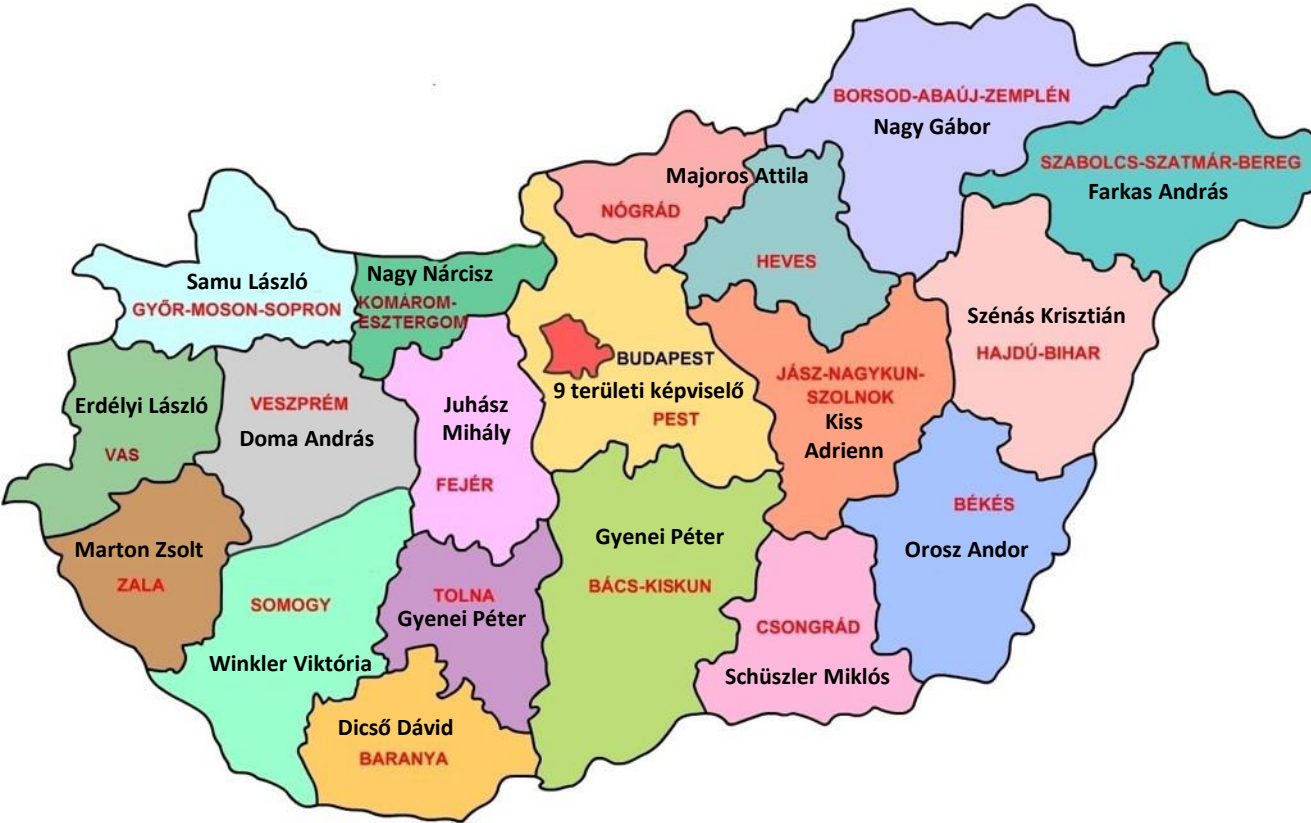 BORSOD-ABAÚJ-ZEMPLÉN
Nagy Gábor
SZABOLCS-SZATMÁR-BEREG
Farkas András
Majoros Attila
NÓGRÁD
HEVES
Samu László
GYŐR-MOSON-SOPRON
Nagy Nárcisz
KOMÁROM-
ESZTERGOM
Szénás Krisztián
HAJDÚ-BIHAR
BUDAPEST
9 területi képviselő
PEST
JÁSZ-NAGYKUN-
SZOLNOK
Kiss
Adrienn
Erdélyi László
VAS
VESZPRÉM
Doma András
Juhász
Mihály
FEJÉR
BÉKÉS
Orosz Andor
Marton Zsolt
ZALA
SOMOGY
Winkler Viktória
TOLNA
Gyenei Péter
Gyenei Péter
BÁCS-KISKUN
CSONGRÁD
Schüszler Miklós
Dicső Dávid
BARANYA